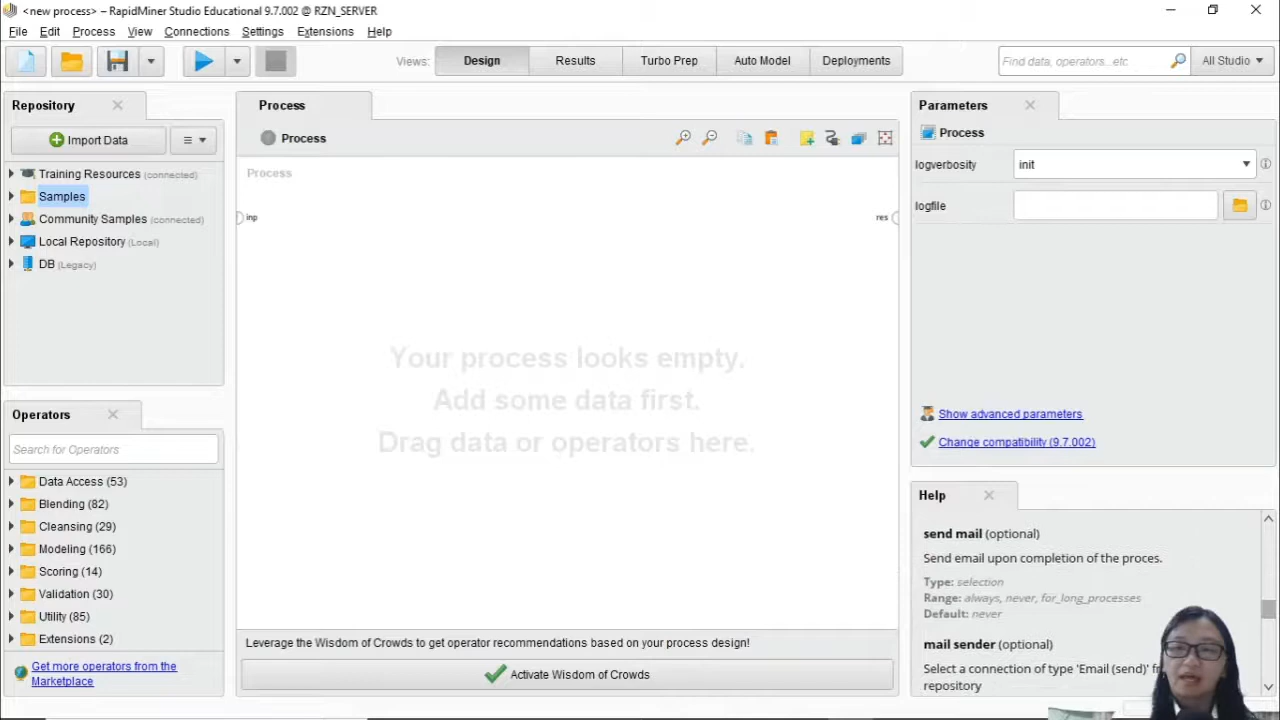 <new process> – RapidMiner Studio Educational 9.7.002 @ RZN_SERVER
File Edit Process View Connections Settings Extensions Help
Views: Design Results Turbo Prep Auto Model Deployments
Find data, operators...etc
All Studio
Repository
Import Data
Training Resources (connected)
Samples
Community Samples (connected)
Local Repository (Local)
DB (Legacy)
Operators
Search for Operators
Data Access (53)
Blending (82)
Cleansing (29)
Modeling (166)
Scoring (14)
Validation (30)
Utility (85)
Extensions (2)
Get more operators from the
Marketplace
Process
Process
Process
inp
res
Your process looks empty.
Add some data first.
Drag data or operators here.
Leverage the Wisdom of Crowds to get operator recommendations based on your process design!
Activate Wisdom of Crowds
Parameters
Process
logverbosity
init
logfile
Show advanced parameters
Change compatibility (9.7.002)
Help
send mail (optional)
Send email upon completion of the proces.
Type: selection
Range: always, never, for_long_processes
Default: never
mail sender (optional)
Select a connection of type 'Email (send)'
repository